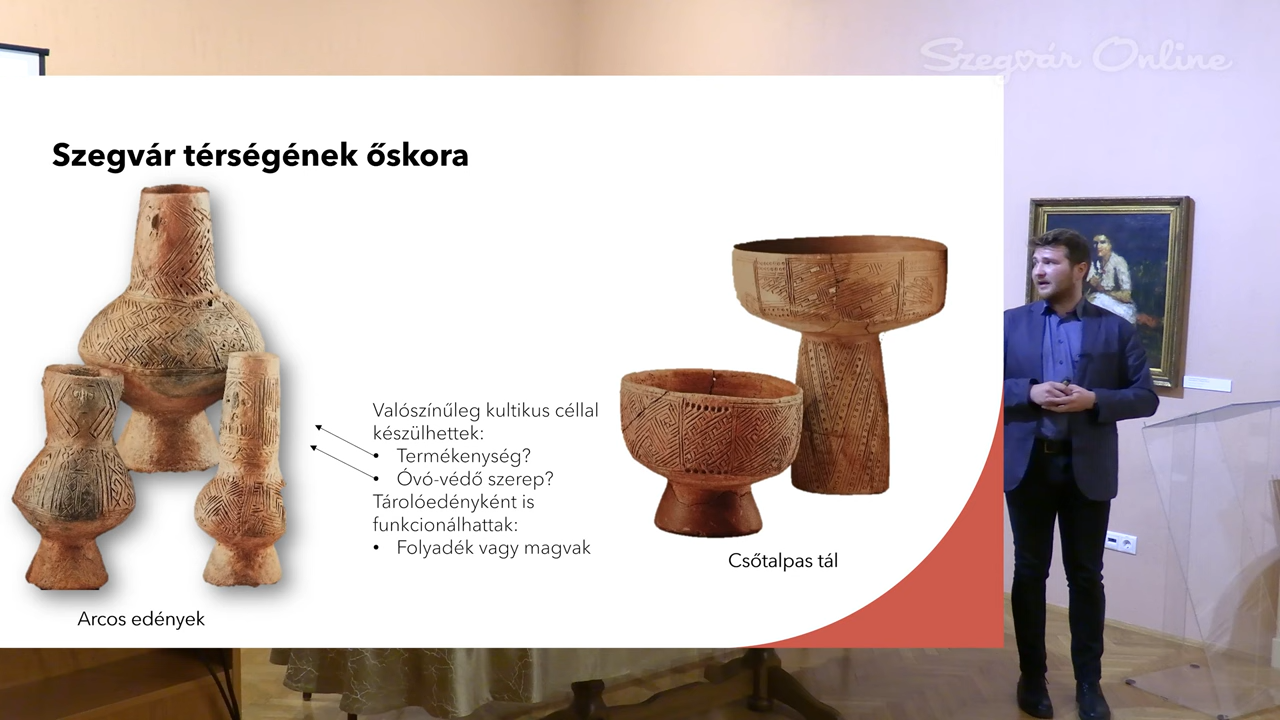 Szegvár Online
Szegvár térségének őskora
Valószínűleg kultikus céllal
készülhettek:
• Termékenység?
• Óvó-védő szerep?
Tárolóedényként is
funkcionálhattak:
• Folyadék vagy magvak
Csőtalpas tál
Arcos edények